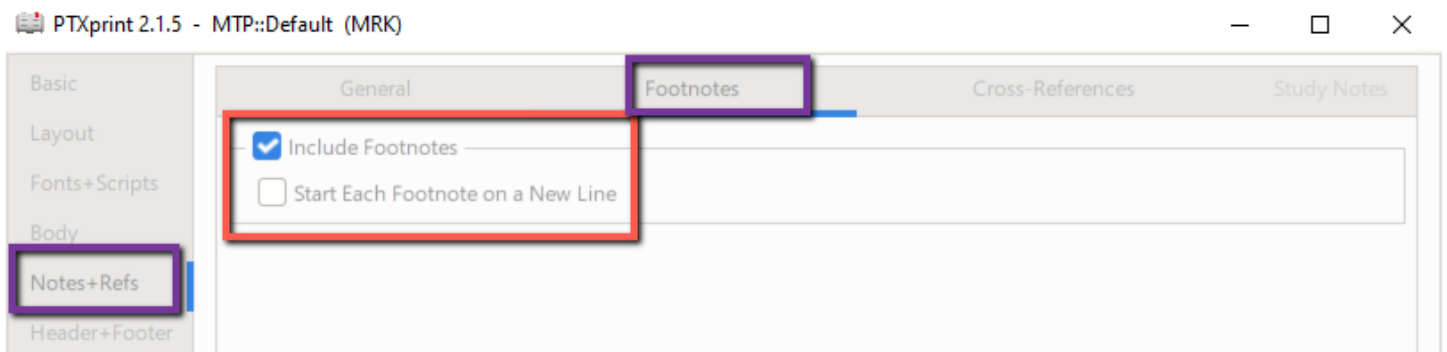 PTXprint 2.1.5 - MTP::Default (MRK)
Basic
Layout
Fonts+Scripts
Body
Notes+Refs
Header+Footer
General Footnotes Cross-References Study Notes
Include Footnotes
Start Each Footnote on a New Line